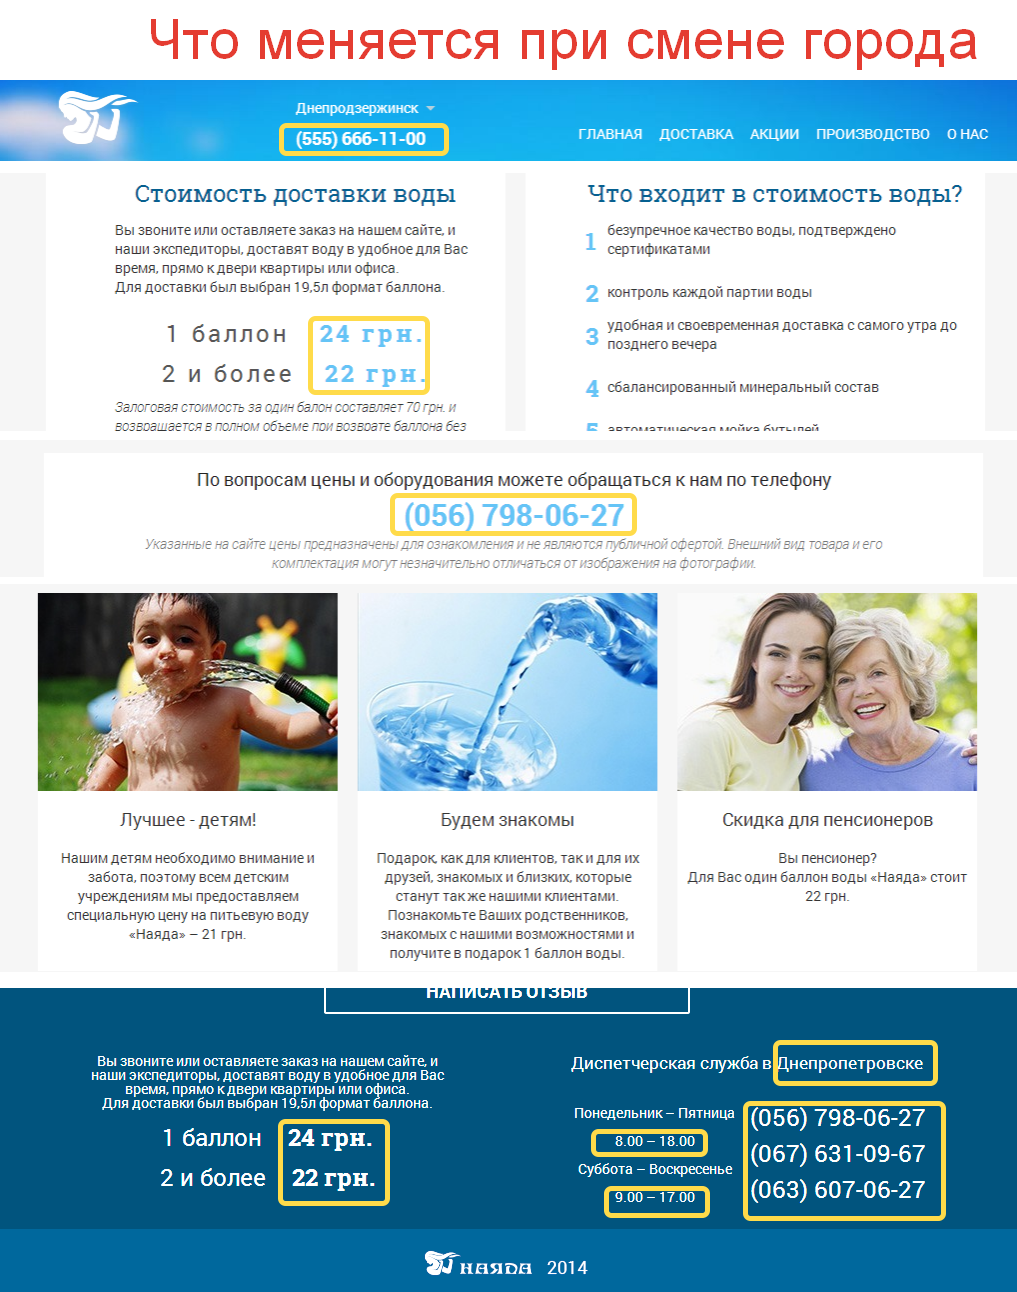 Что меняется при смене города
Днепродзержинск
(555) 666-11-00
ГЛАВНАЯ ДОСТАВКА АКЦИИ ПРОИЗВОДСТВО О НАС
Стоимость доставки воды
Вы звоните или оставляете заказ на нашем сайте, и
наши экспедиторы, доставят воду в удобное для Вас
время, прямо к двери квартиры или офиса.
Для доставки был выбран 19,5л формат баллона.
1 баллон 24 грн.
2 и более 22 грн.
Залоговая стоимость за один балон составляет 70 грн. и
возвращается в полном объеме при возврате баллона без
Что входит в стоимость воды?
1 безупречное качество воды, подтверждено
сертификатами
2 контроль каждой партии воды
3 удобная и своевременная доставка с самого утра до
позднего вечера
4 сбалансированный минеральный состав
5 автоматическая мойка бутылей
По вопросам цены и оборудования можете обращаться к нам по телефону
(056) 798-06-27
Указанные на сайте цены предназначены для ознакомления и не являются публичной офертой. Внешний вид товара и его
комплектация могут незначительно отличаться от изображения на фотографии.
Лучшее - детям!
Нашим детям необходимо внимание и
забота, поэтому всем детским
учреждениям мы предоставляем
специальную цену на питьевую воду
«Наяда» – 21 грн.
Будем знакомы
Подарок, как для клиентов, так и для их
друзей, знакомых и близких, которые
станут так же нашими клиентами.
Познакомьте Ваших родственников,
знакомых с нашими возможностями и
получите в подарок 1 баллон воды.
Скидка для пенсионеров
Вы пенсионер?
Для Вас один баллон воды «Наяда» стоит
22 грн.
НАПИСАТЬ ОТЗЫВ
Вы звоните или оставляете заказ на нашем сайте, и
наши экспедиторы, доставят воду в удобное для Вас
время, прямо к двери квартиры или офиса.
Для доставки был выбран 19,5л формат баллона.
1 баллон 24 грн.
2 и более 22 грн.
Диспетчерская служба в Днепропетровске
Понедельник – Пятница
8.00 – 18.00
Суббота – Воскресенье
9.00 – 17.00
(056) 798-06-27
(067) 631-09-67
(063) 607-06-27
НАЯДА 2014